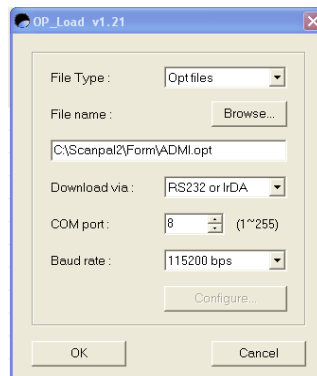 OP_Load v1.21
File Type : Opt files
File name : Browse...
C:\Scanpal2\Form\ADMI.opt
Download via : RS232 or IrDA
COM port : 8 (1~255)
Baud rate : 115200 bps
Configure...
OK Cancel